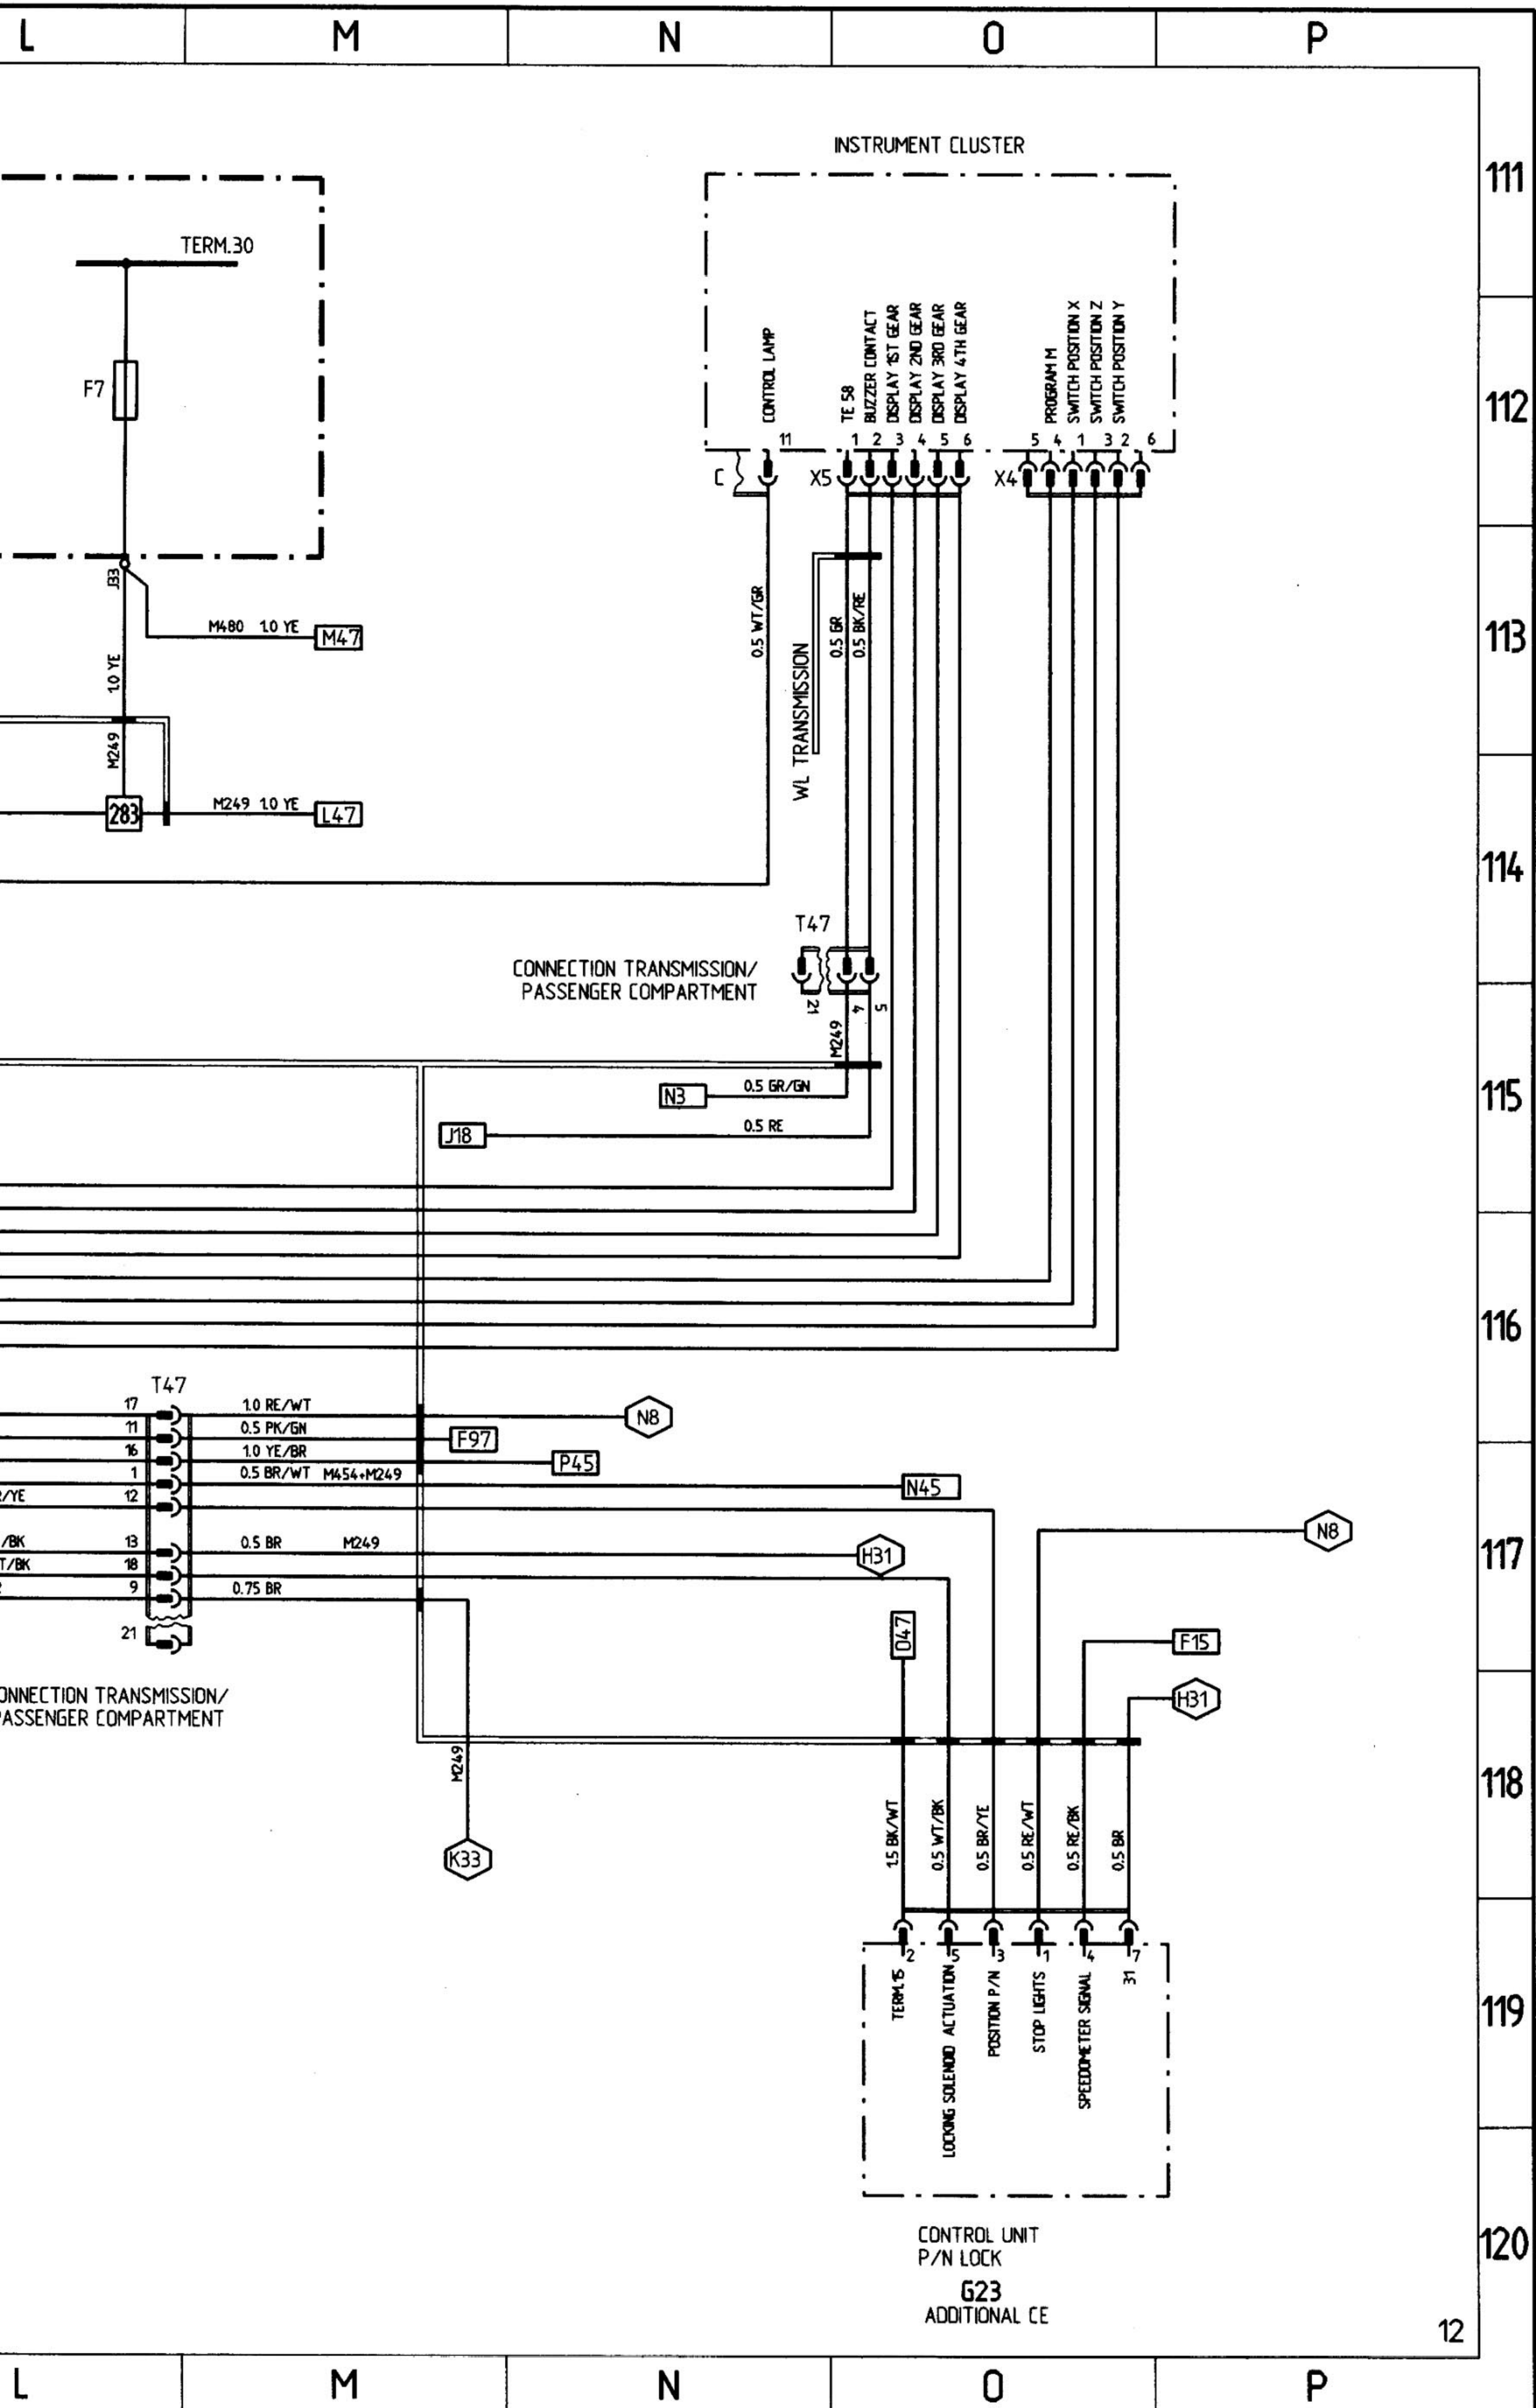 L M N O P
INSTRUMENT CLUSTER
111
TERM.30
F7
CONTROL LAMP
TE 58
BUZZER CONTACT
DISPLAY 1ST GEAR
DISPLAY 2ND GEAR
DISPLAY 3RD GEAR
DISPLAY 4TH GEAR
PROGRAM M
SWITCH POSITION X
SWITCH POSITION Z
SWITCH POSITION Y
112
11 1 2 3 4 5 6 5 4 1 3 2 6
C X5 X4
J33
M480 1.0 YE M47
1.0 YE
0.5 WT/GR
0.5 GR
0.5 BK/RE
113
WL TRANSMISSION
M249
283 M249 1.0 YE L47
114
T47
CONNECTION TRANSMISSION/
PASSENGER COMPARTMENT
21 4 5
M249
N3 0.5 GR/GN
115
J18 0.5 RE
116
T47
17 1.0 RE/WT N8
11 0.5 PK/GN F97
16 1.0 YE/BR P45
1 0.5 BR/WT M454+M249 N45
/YE 12
N8
/BK 13 0.5 BR M249 H31
117
T/BK 18
9 0.75 BR
21
O47
F15
ONNECTION TRANSMISSION/
PASSENGER COMPARTMENT
H31
M249
118
K33
1.5 BK/WT
0.5 WT/BK
0.5 BR/YE
0.5 RE/WT
0.5 RE/BK
0.5 BR
2 5 3 1 4 7
TERM.15
LOCKING SOLENOID ACTUATION
POSITION P/N
STOP LIGHTS
SPEEDOMETER SIGNAL
31
119
CONTROL UNIT
P/N LOCK
G23
ADDITIONAL CE
120
12
L M N O P